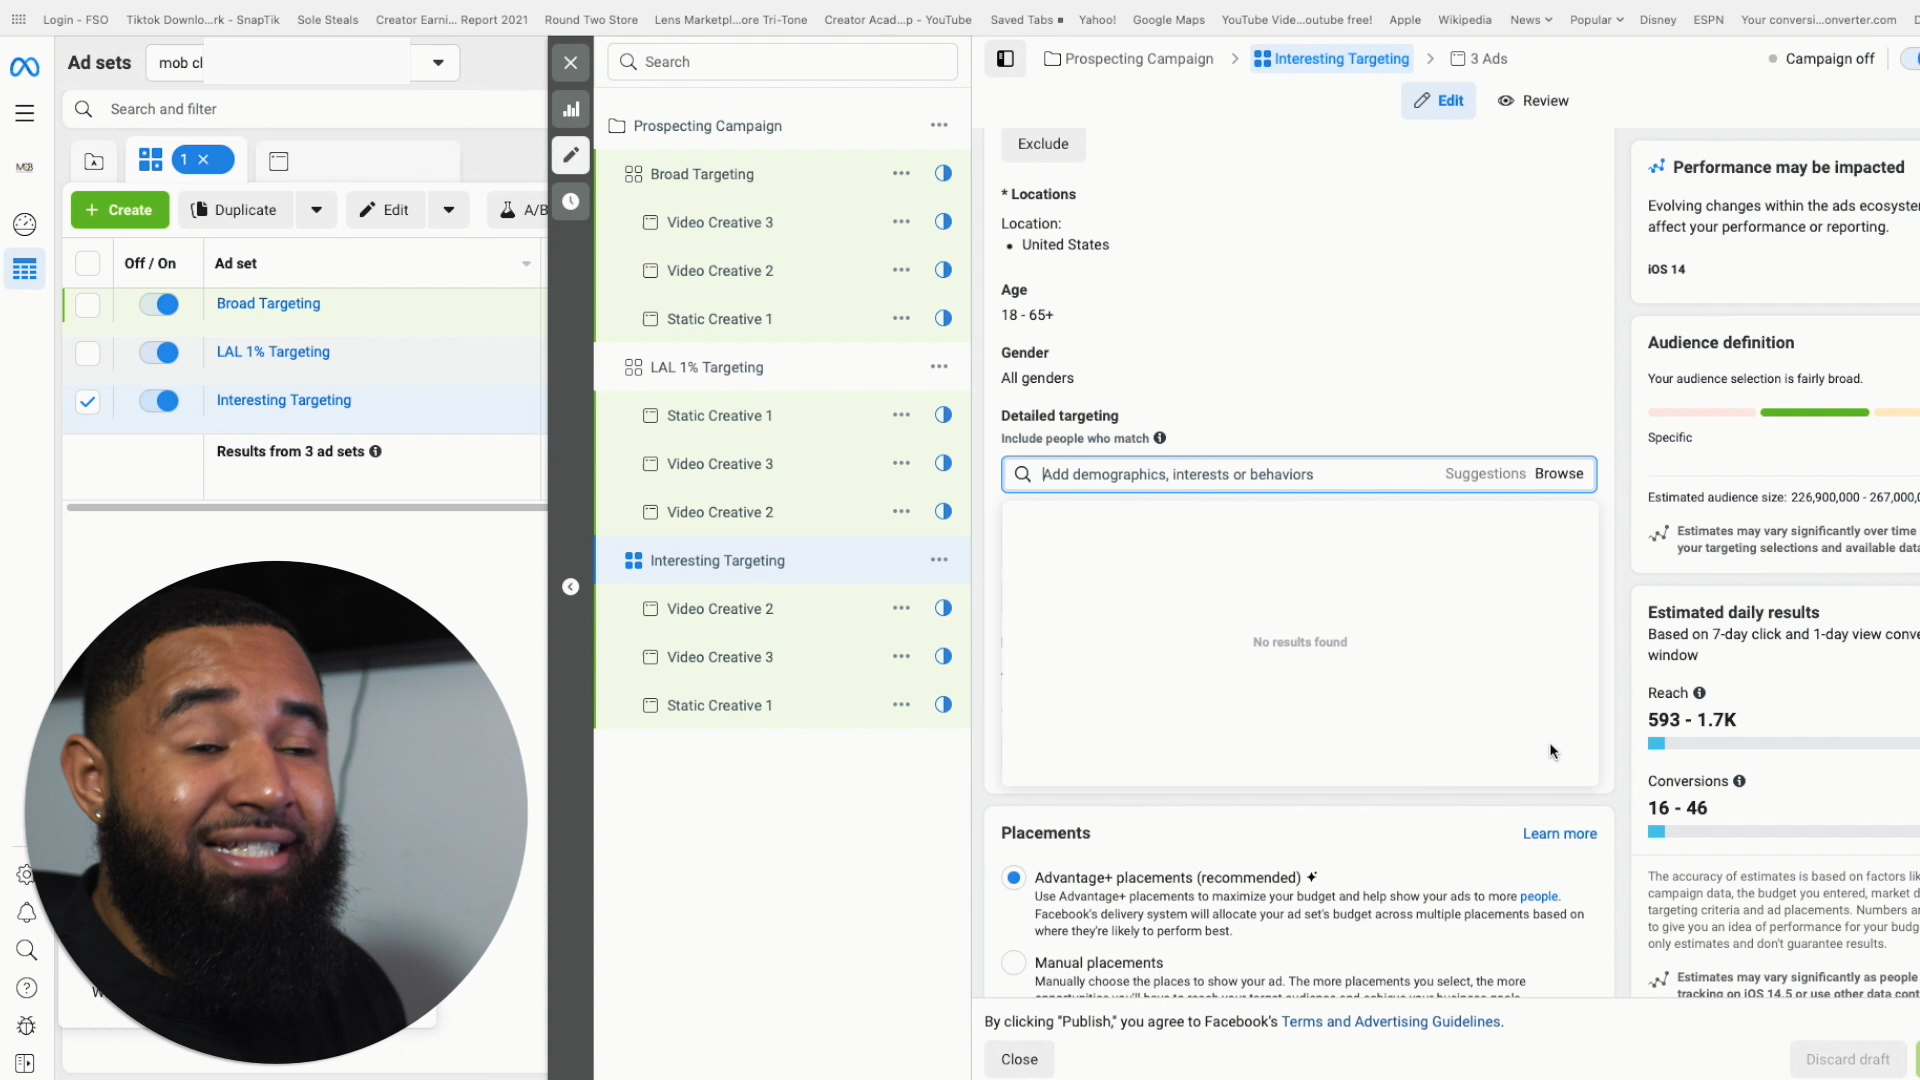 Login - FSO
Tiktok Downlo...rk - SnapTik
Sole Steals
Creator Earni... Report 2021
Round Two Store
Lens Marketpl...ore Tri-Tone
Creator Acad...p - YouTube
Saved Tabs
Yahoo!
Google Maps
YouTube Vide...outube free!
Apple
Wikipedia
News
Popular
Disney
ESPN
Your conversi...onverter.com
Ad sets
mob cl
Search and filter
1
+ Create
Duplicate
Edit
A/B
Off / On
Ad set
Broad Targeting
LAL 1% Targeting
Interesting Targeting
Results from 3 ad sets
Search
Prospecting Campaign
Broad Targeting
Video Creative 3
Video Creative 2
Static Creative 1
LAL 1% Targeting
Static Creative 1
Video Creative 3
Video Creative 2
Interesting Targeting
Video Creative 2
Video Creative 3
Static Creative 1
Prospecting Campaign
Interesting Targeting
3 Ads
Campaign off
Edit
Review
Exclude
* Locations
Location:
• United States
Age
18 - 65+
Gender
All genders
Detailed targeting
Include people who match
Add demographics, interests or behaviors
Suggestions
Browse
No results found
Placements
Learn more
Advantage+ placements (recommended)
Use Advantage+ placements to maximize your budget and help show your ads to more people.
Facebook's delivery system will allocate your ad set's budget across multiple placements based on
where they're likely to perform best.
Manual placements
Manually choose the places to show your ad. The more placements you select, the more
By clicking "Publish," you agree to Facebook's Terms and Advertising Guidelines.
Close
Discard draft
Performance may be impacted
Evolving changes within the ads ecosyste
affect your performance or reporting.
iOS 14
Audience definition
Your audience selection is fairly broad.
Specific
Estimated audience size: 226,900,000 - 267,000,
Estimates may vary significantly over time
your targeting selections and available data
Estimated daily results
Based on 7-day click and 1-day view conve
window
Reach
593 - 1.7K
Conversions
16 - 46
The accuracy of estimates is based on factors lik
campaign data, the budget you entered, market d
targeting criteria and ad placements. Numbers ar
to give you an idea of performance for your budg
only estimates and don't guarantee results.
Estimates may vary significantly as people
tracking on iOS 14.5 or use other data cont